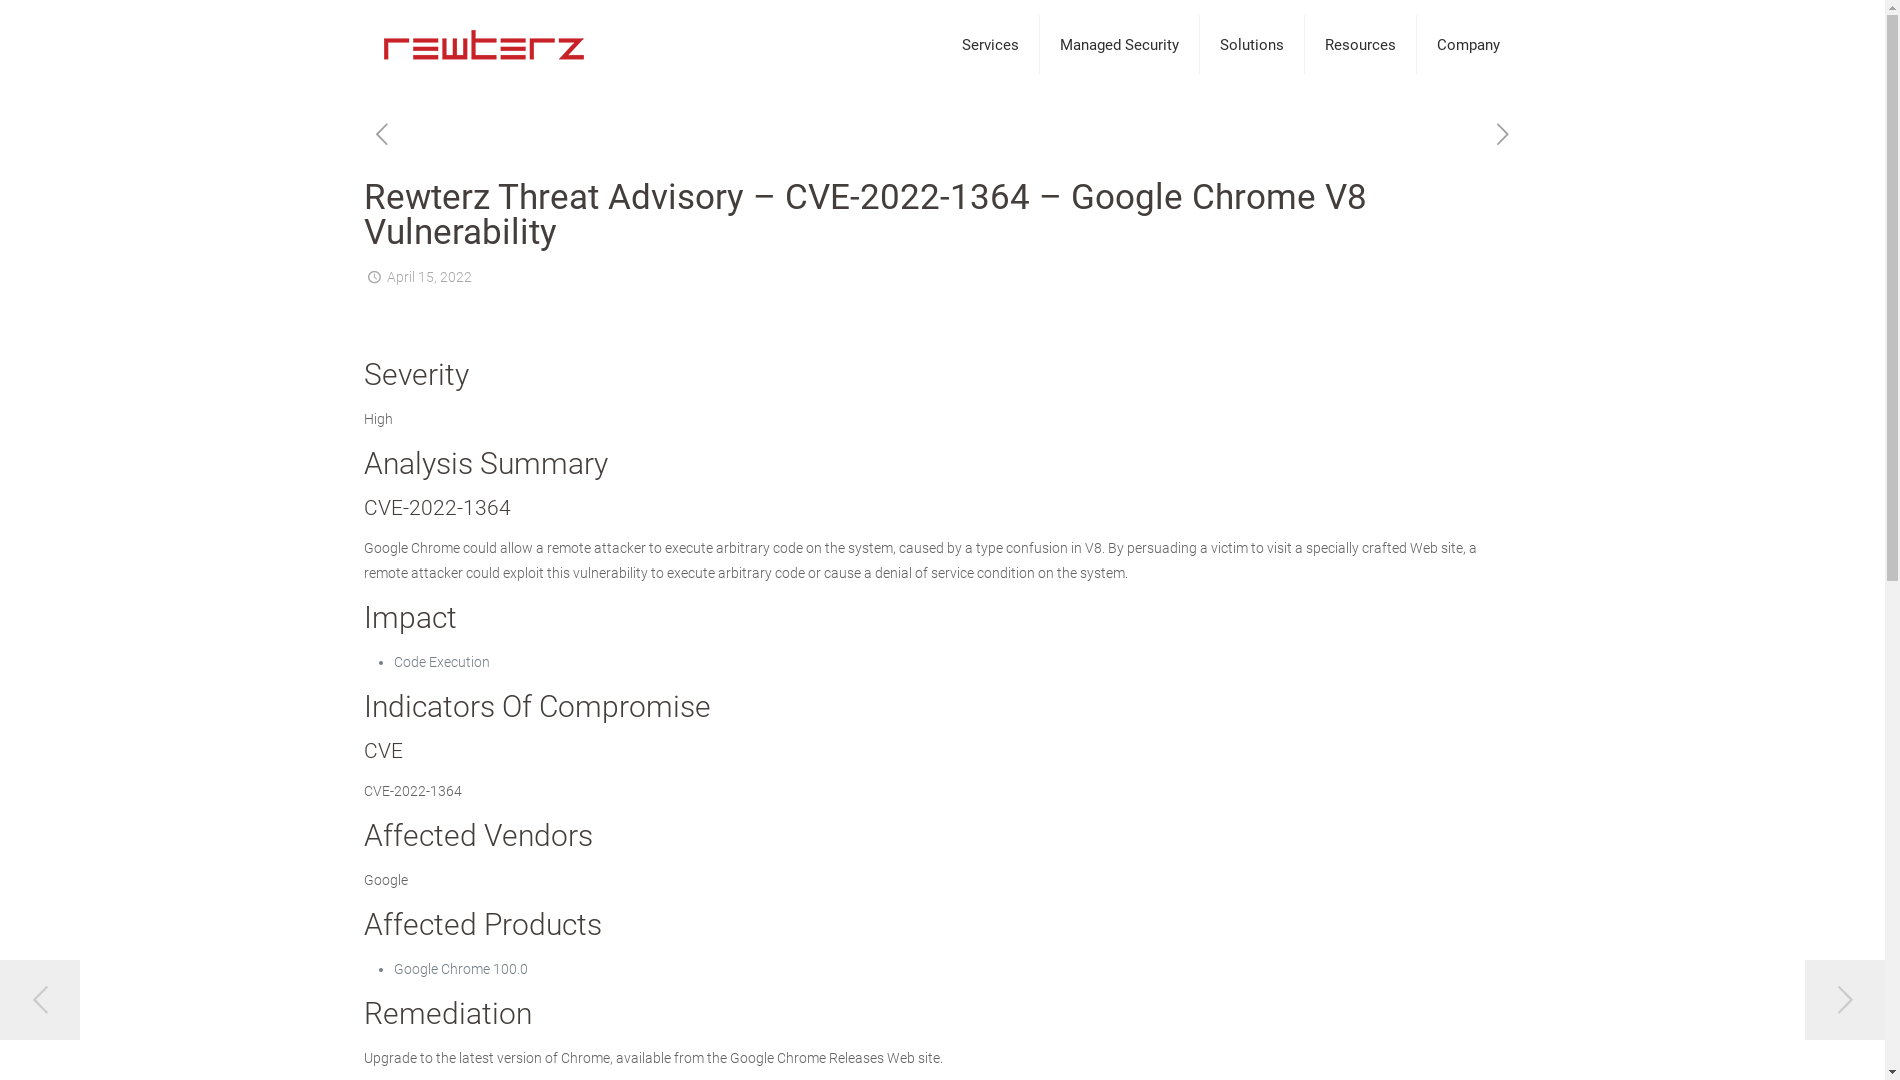 rewterz
Services
Managed Security
Solutions
Resources
Company
Rewterz Threat Advisory – CVE-2022-1364 – Google Chrome V8
Vulnerability
April 15, 2022
Severity
High
Analysis Summary
CVE-2022-1364
Google Chrome could allow a remote attacker to execute arbitrary code on the system, caused by a type confusion in V8. By persuading a victim to visit a specially crafted Web site, a
remote attacker could exploit this vulnerability to execute arbitrary code or cause a denial of service condition on the system.
Impact
• Code Execution
Indicators Of Compromise
CVE
CVE-2022-1364
Affected Vendors
Google
Affected Products
• Google Chrome 100.0
Remediation
Upgrade to the latest version of Chrome, available from the Google Chrome Releases Web site.